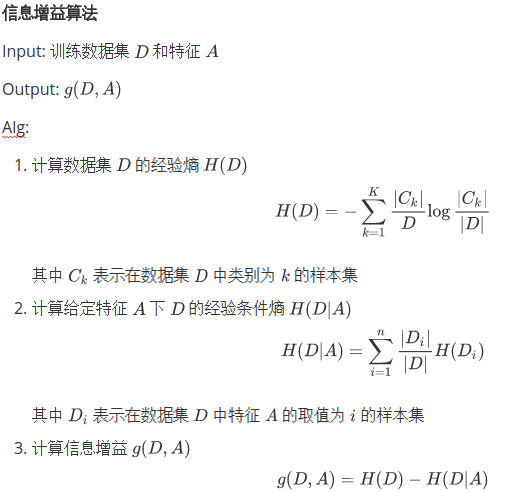 信息增益算法
Input: 训练数据集 D 和特征 A
Output: g(D, A)
Alg:
1. 计算数据集 D 的经验熵 H(D)
H(D) = −∑_{k=1}^{K} \frac{|C_k|}{D} log \frac{|C_k|}{|D|}
其中 C_k 表示在数据集 D 中类别为 k 的样本集
2. 计算给定特征 A 下 D 的经验条件熵 H(D|A)
H(D|A) = ∑_{i=1}^{n} \frac{|D_i|}{|D|} H(D_i)
其中 D_i 表示在数据集 D 中特征 A 的取值为 i 的样本集
3. 计算信息增益 g(D, A)
g(D, A) = H(D) − H(D|A)